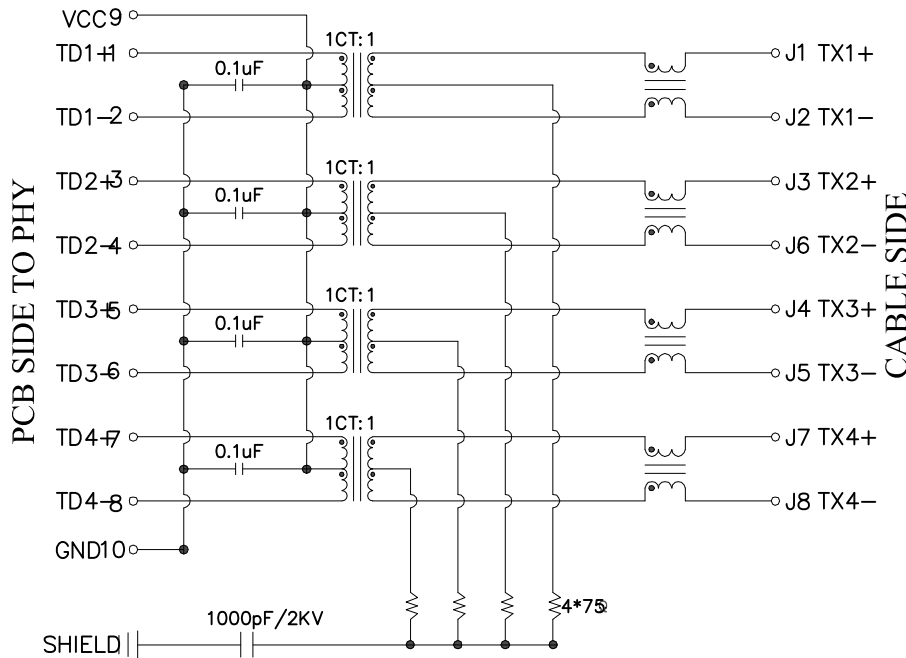 VCC9
TD1+1
1CT:1
J1 TX1+
0.1uF
TD1-2
J2 TX1-
TD2+3
1CT:1
J3 TX2+
0.1uF
TD2-4
J6 TX2-
PCB SIDE TO PHY
CABLE SIDE
TD3+5
1CT:1
J4 TX3+
0.1uF
TD3-6
J5 TX3-
TD4+7
1CT:1
J7 TX4+
0.1uF
TD4-8
J8 TX4-
GND10
4*75Ω
1000pF/2KV
SHIELD